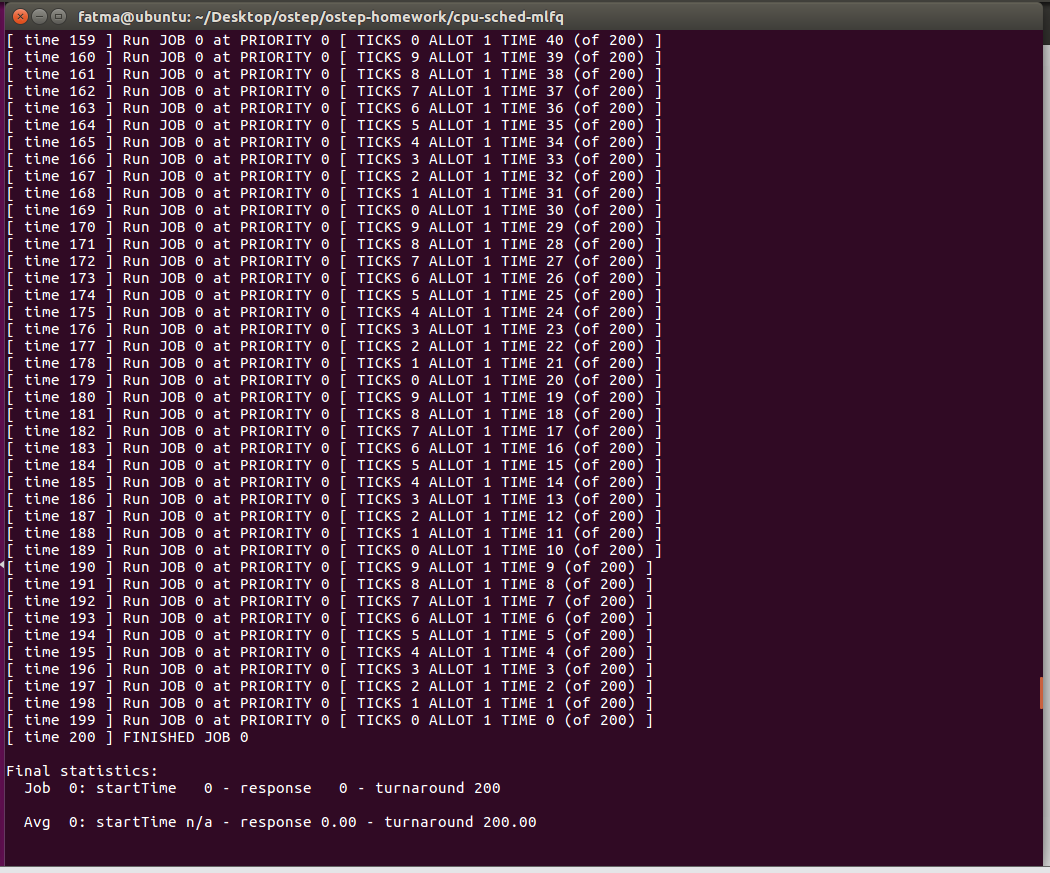 fatma@ubuntu: ~/Desktop/ostep/ostep-homework/cpu-sched-mlfq
[ time 159 ] Run JOB 0 at PRIORITY 0 [ TICKS 0 ALLOT 1 TIME 40 (of 200) ]
[ time 160 ] Run JOB 0 at PRIORITY 0 [ TICKS 9 ALLOT 1 TIME 39 (of 200) ]
[ time 161 ] Run JOB 0 at PRIORITY 0 [ TICKS 8 ALLOT 1 TIME 38 (of 200) ]
[ time 162 ] Run JOB 0 at PRIORITY 0 [ TICKS 7 ALLOT 1 TIME 37 (of 200) ]
[ time 163 ] Run JOB 0 at PRIORITY 0 [ TICKS 6 ALLOT 1 TIME 36 (of 200) ]
[ time 164 ] Run JOB 0 at PRIORITY 0 [ TICKS 5 ALLOT 1 TIME 35 (of 200) ]
[ time 165 ] Run JOB 0 at PRIORITY 0 [ TICKS 4 ALLOT 1 TIME 34 (of 200) ]
[ time 166 ] Run JOB 0 at PRIORITY 0 [ TICKS 3 ALLOT 1 TIME 33 (of 200) ]
[ time 167 ] Run JOB 0 at PRIORITY 0 [ TICKS 2 ALLOT 1 TIME 32 (of 200) ]
[ time 168 ] Run JOB 0 at PRIORITY 0 [ TICKS 1 ALLOT 1 TIME 31 (of 200) ]
[ time 169 ] Run JOB 0 at PRIORITY 0 [ TICKS 0 ALLOT 1 TIME 30 (of 200) ]
[ time 170 ] Run JOB 0 at PRIORITY 0 [ TICKS 9 ALLOT 1 TIME 29 (of 200) ]
[ time 171 ] Run JOB 0 at PRIORITY 0 [ TICKS 8 ALLOT 1 TIME 28 (of 200) ]
[ time 172 ] Run JOB 0 at PRIORITY 0 [ TICKS 7 ALLOT 1 TIME 27 (of 200) ]
[ time 173 ] Run JOB 0 at PRIORITY 0 [ TICKS 6 ALLOT 1 TIME 26 (of 200) ]
[ time 174 ] Run JOB 0 at PRIORITY 0 [ TICKS 5 ALLOT 1 TIME 25 (of 200) ]
[ time 175 ] Run JOB 0 at PRIORITY 0 [ TICKS 4 ALLOT 1 TIME 24 (of 200) ]
[ time 176 ] Run JOB 0 at PRIORITY 0 [ TICKS 3 ALLOT 1 TIME 23 (of 200) ]
[ time 177 ] Run JOB 0 at PRIORITY 0 [ TICKS 2 ALLOT 1 TIME 22 (of 200) ]
[ time 178 ] Run JOB 0 at PRIORITY 0 [ TICKS 1 ALLOT 1 TIME 21 (of 200) ]
[ time 179 ] Run JOB 0 at PRIORITY 0 [ TICKS 0 ALLOT 1 TIME 20 (of 200) ]
[ time 180 ] Run JOB 0 at PRIORITY 0 [ TICKS 9 ALLOT 1 TIME 19 (of 200) ]
[ time 181 ] Run JOB 0 at PRIORITY 0 [ TICKS 8 ALLOT 1 TIME 18 (of 200) ]
[ time 182 ] Run JOB 0 at PRIORITY 0 [ TICKS 7 ALLOT 1 TIME 17 (of 200) ]
[ time 183 ] Run JOB 0 at PRIORITY 0 [ TICKS 6 ALLOT 1 TIME 16 (of 200) ]
[ time 184 ] Run JOB 0 at PRIORITY 0 [ TICKS 5 ALLOT 1 TIME 15 (of 200) ]
[ time 185 ] Run JOB 0 at PRIORITY 0 [ TICKS 4 ALLOT 1 TIME 14 (of 200) ]
[ time 186 ] Run JOB 0 at PRIORITY 0 [ TICKS 3 ALLOT 1 TIME 13 (of 200) ]
[ time 187 ] Run JOB 0 at PRIORITY 0 [ TICKS 2 ALLOT 1 TIME 12 (of 200) ]
[ time 188 ] Run JOB 0 at PRIORITY 0 [ TICKS 1 ALLOT 1 TIME 11 (of 200) ]
[ time 189 ] Run JOB 0 at PRIORITY 0 [ TICKS 0 ALLOT 1 TIME 10 (of 200) ]
[ time 190 ] Run JOB 0 at PRIORITY 0 [ TICKS 9 ALLOT 1 TIME 9 (of 200) ]
[ time 191 ] Run JOB 0 at PRIORITY 0 [ TICKS 8 ALLOT 1 TIME 8 (of 200) ]
[ time 192 ] Run JOB 0 at PRIORITY 0 [ TICKS 7 ALLOT 1 TIME 7 (of 200) ]
[ time 193 ] Run JOB 0 at PRIORITY 0 [ TICKS 6 ALLOT 1 TIME 6 (of 200) ]
[ time 194 ] Run JOB 0 at PRIORITY 0 [ TICKS 5 ALLOT 1 TIME 5 (of 200) ]
[ time 195 ] Run JOB 0 at PRIORITY 0 [ TICKS 4 ALLOT 1 TIME 4 (of 200) ]
[ time 196 ] Run JOB 0 at PRIORITY 0 [ TICKS 3 ALLOT 1 TIME 3 (of 200) ]
[ time 197 ] Run JOB 0 at PRIORITY 0 [ TICKS 2 ALLOT 1 TIME 2 (of 200) ]
[ time 198 ] Run JOB 0 at PRIORITY 0 [ TICKS 1 ALLOT 1 TIME 1 (of 200) ]
[ time 199 ] Run JOB 0 at PRIORITY 0 [ TICKS 0 ALLOT 1 TIME 0 (of 200) ]
[ time 200 ] FINISHED JOB 0
Final statistics:
  Job  0: startTime   0 - response   0 - turnaround 200
  Avg  0: startTime n/a - response 0.00 - turnaround 200.00